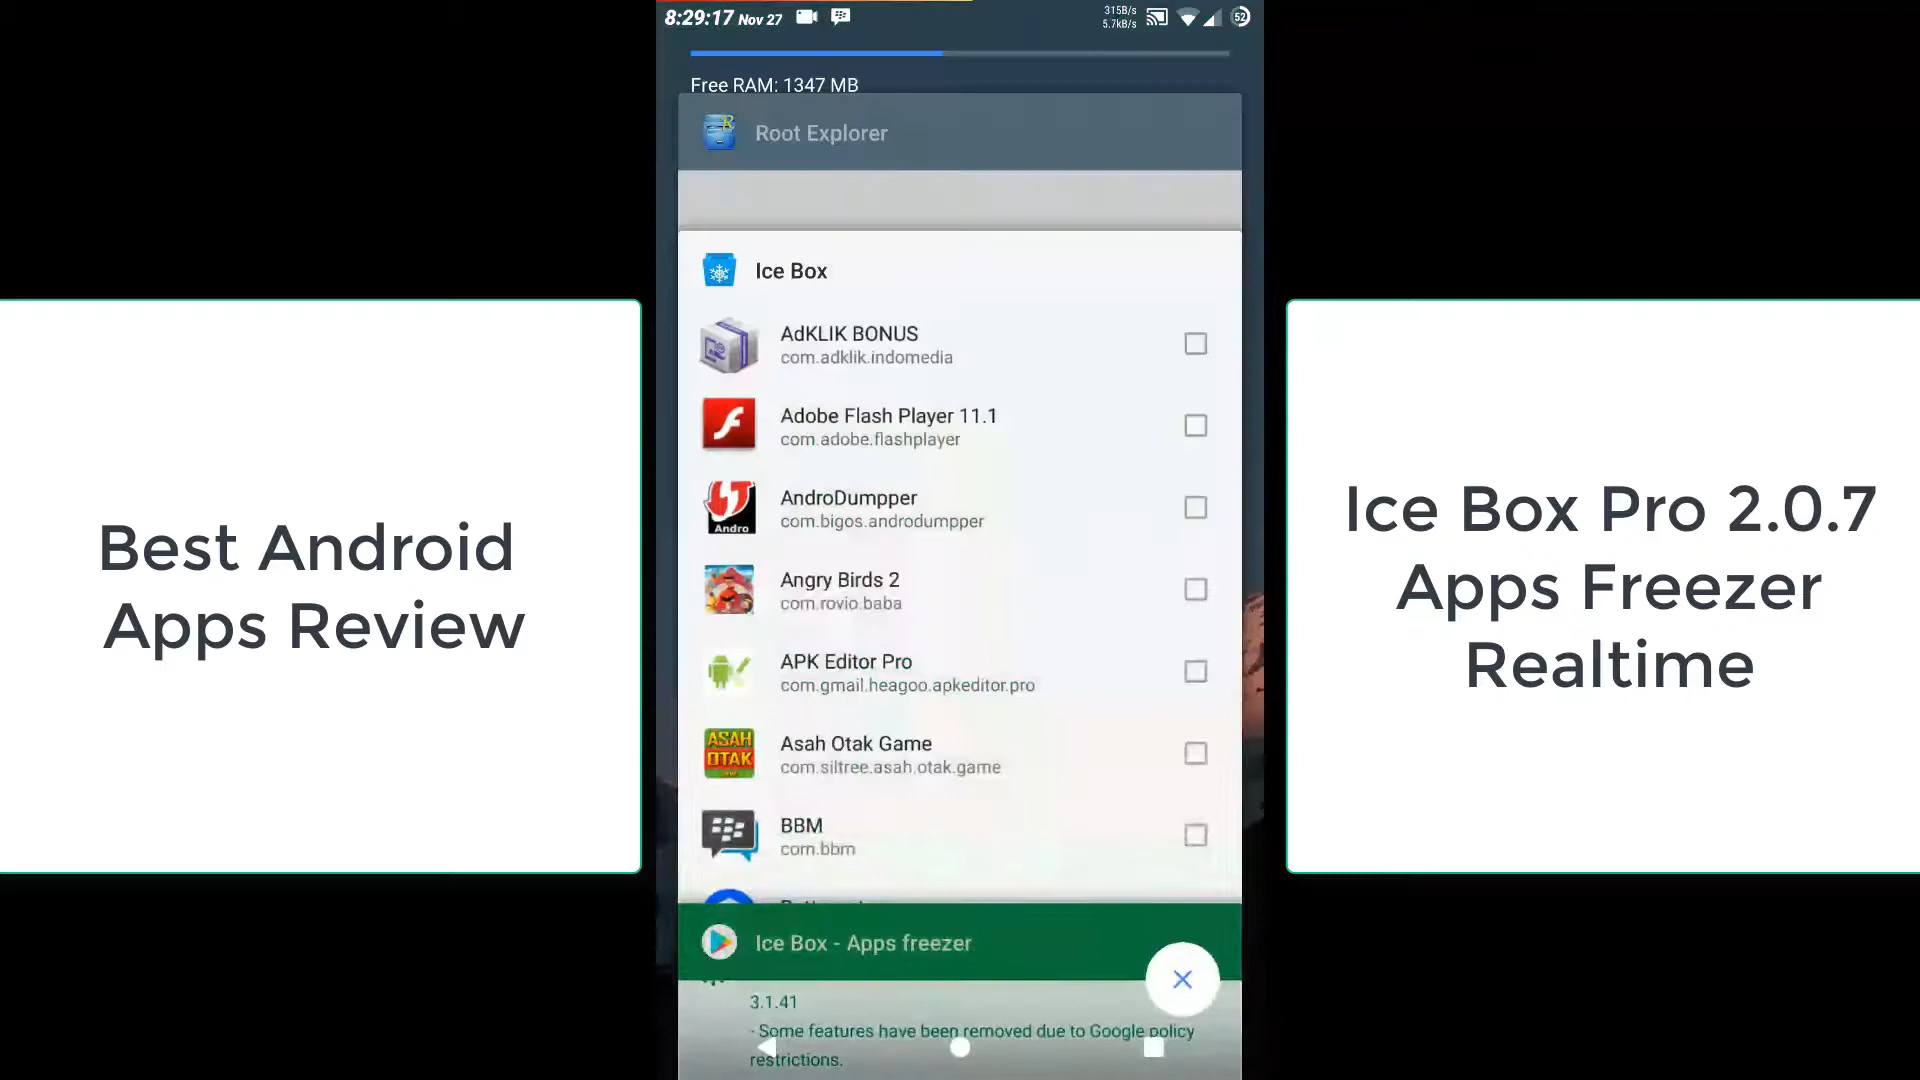 8:29:17 Nov 27
315B/s
5.7kB/s
52
Free RAM: 1347 MB
Root Explorer
Ice Box
AdKLIK BONUS
com.adklik.indomedia
Adobe Flash Player 11.1
com.adobe.flashplayer
AndroDumpper
com.bigos.androdumpper
Andro
Angry Birds 2
com.rovio.baba
APK Editor Pro
com.gmail.heagoo.apkeditor.pro
Asah Otak Game
com.siltree.asah.otak.game
ASAH
OTAK
BBM
com.bbm
Ice Box - Apps freezer
3.1.41
· Some features have been removed due to Google policy
restrictions.
Best Android
Apps Review
Ice Box Pro 2.0.7
Apps Freezer
Realtime